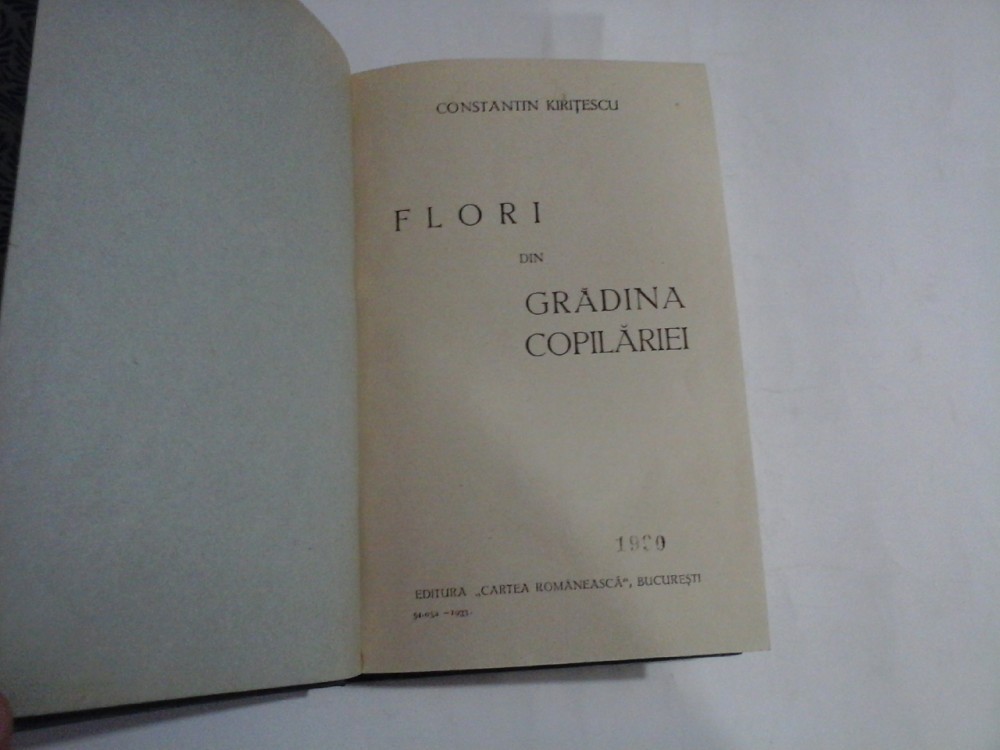 CONSTANTIN KIRIȚESCU
FLORI
DIN
GRĂDINA
COPILĂRIEI
EDITURA „CARTEA ROMÂNEASCĂ”, BUCUREȘTI